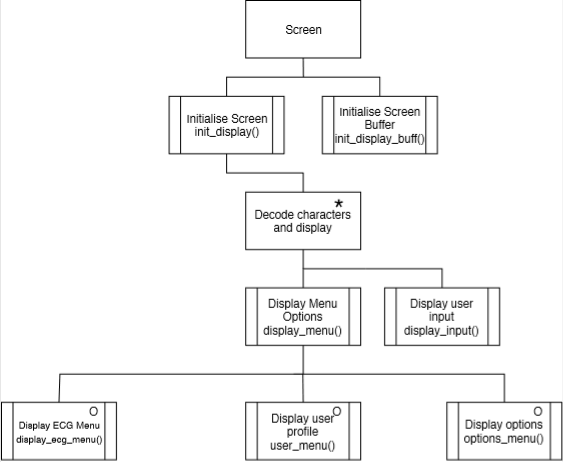 Screen
Initialise Screen
init_display()
Initialise Screen
Buffer
init_display_buff()
*
Decode characters
and display
Display Menu
Options
display_menu()
Display user
input
display_input()
O
Display ECG Menu
display_ecg_menu()
O
Display user
profile
user_menu()
O
Display options
options_menu()